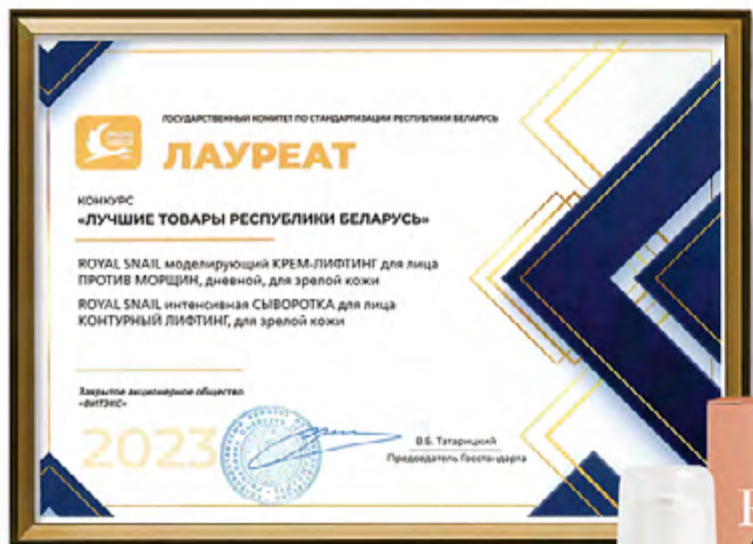 ГОСУДАРСТВЕННЫЙ КОМИТЕТ ПО СТАНДАРТИЗАЦИИ РЕСПУБЛИКИ БЕЛАРУСЬ
ЛАУРЕАТ
КОНКУРС
«ЛУЧШИЕ ТОВАРЫ РЕСПУБЛИКИ БЕЛАРУСЬ»
ROYAL SNAIL моделирующий КРЕМ-ЛИФТИНГ для лица
ПРОТИВ МОРЩИН, дневной, для зрелой кожи
ROYAL SNAIL интенсивная СЫВОРОТКА для лица
КОНТУРНЫЙ ЛИФТИНГ, для зрелой кожи
Закрытое акционерное общество
«ВИТЭКС»
2023
В.Б. Татарицкий
Председатель Госстандарта